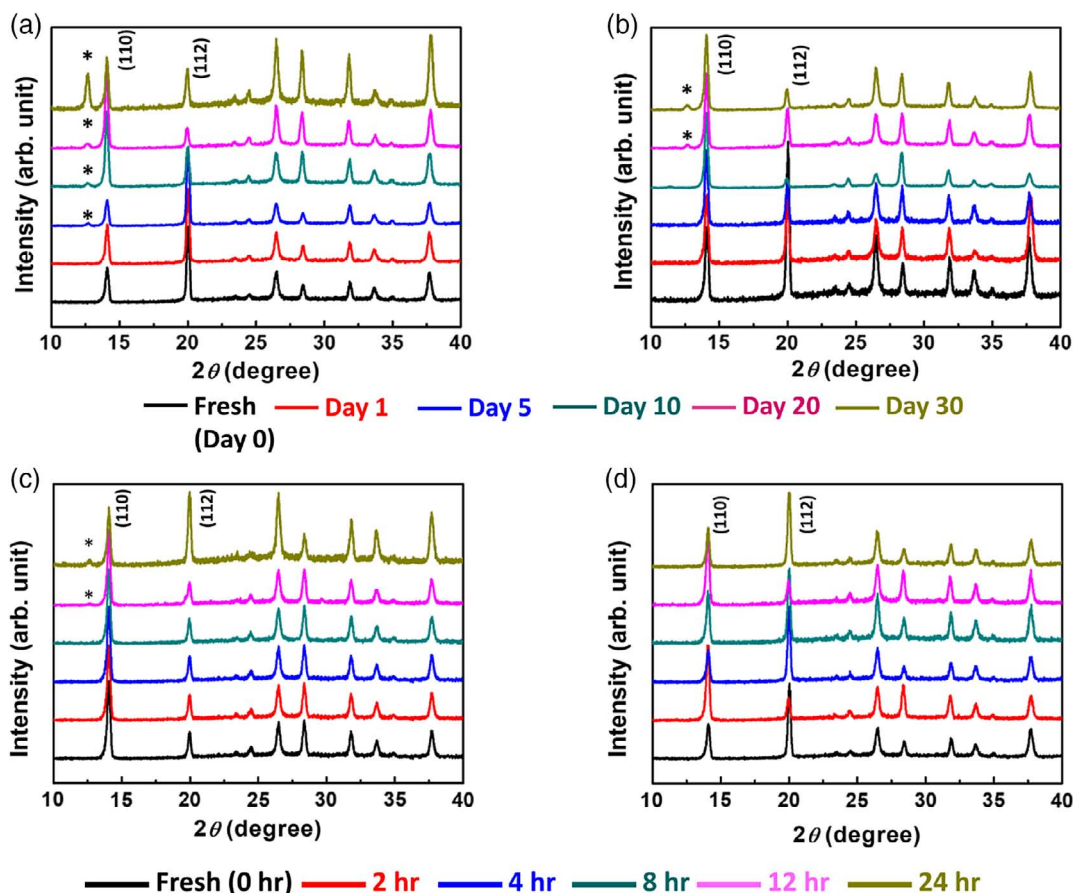 (a)
*
(110)
(112)
*
*
*
Intensity (arb. unit)
10 15 20 25 30 35 40
2θ (degree)
(b)
*
(110)
(112)
*
Intensity (arb. unit)
10 15 20 25 30 35 40
2θ (degree)
Fresh Day 1 Day 5 Day 10 Day 20 Day 30
(Day 0)
(c)
*
(110)
(112)
*
Intensity (arb. unit)
10 15 20 25 30 35 40
2θ (degree)
(d)
(110)
(112)
Intensity (arb. unit)
10 15 20 25 30 35 40
2θ (degree)
Fresh (0 hr) 2 hr 4 hr 8 hr 12 hr 24 hr